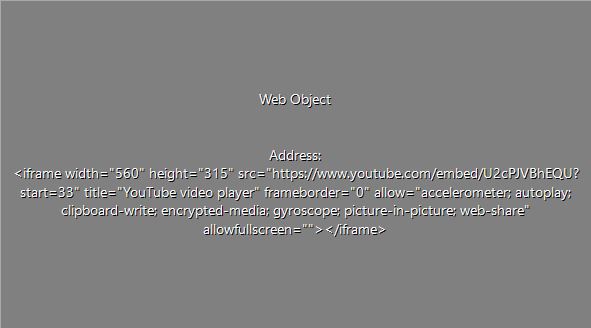 Web Object
Address:
<iframe width="560" height="315" src="https://www.youtube.com/embed/U2cPJVBhEQU?
start=33" title="YouTube video player" frameborder="0" allow="accelerometer; autoplay;
clipboard-write; encrypted-media; gyroscope; picture-in-picture; web-share"
allowfullscreen=""></iframe>